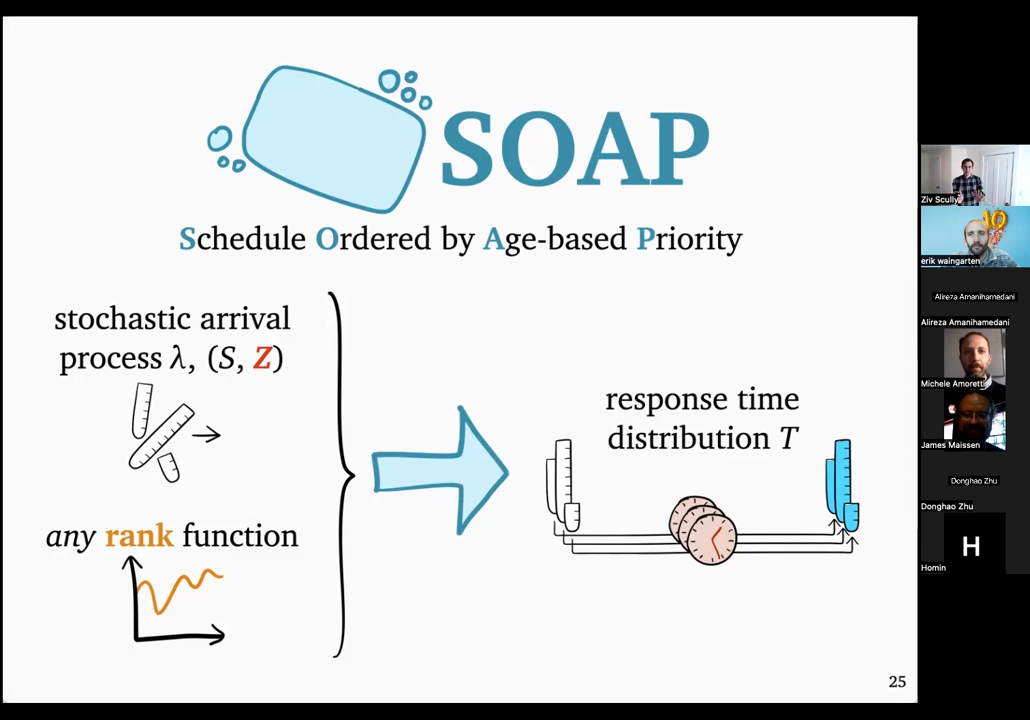 SOAP
Schedule Ordered by Age-based Priority
stochastic arrival
process λ, (S, Z)
any rank function
response time
distribution T
25
Ziv Scully
erik waingarten
Alireza Amanihamedani
Alireza Amanihamedani
Michele Amoretti
James Maissen
Donghao Zhu
Donghao Zhu
H
Homin